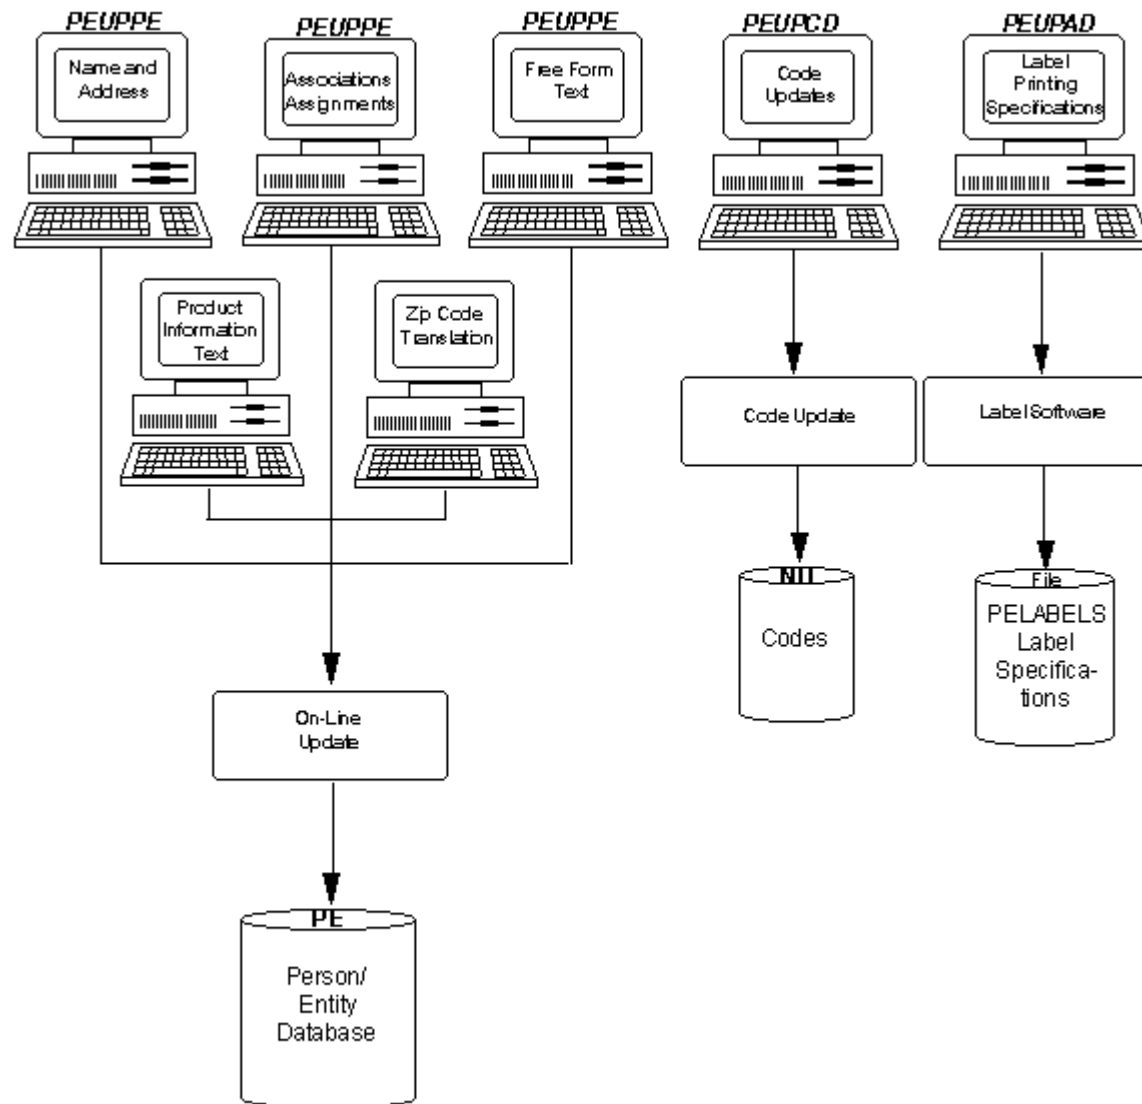 PEUPPE
PEUPPE
PEUPPE
PEUPCD
PEUPAD
Name and
Address
Associations
Assignments
Free Form
Text
Code
Updates
Label
Printing
Specifications
Product
Information
Text
Zip Code
Translation
Code Update
Label Software
On-Line
Update
Codes
File
PELABELS
Label
Specifica-
tions
PE
Person/
Entity
Database